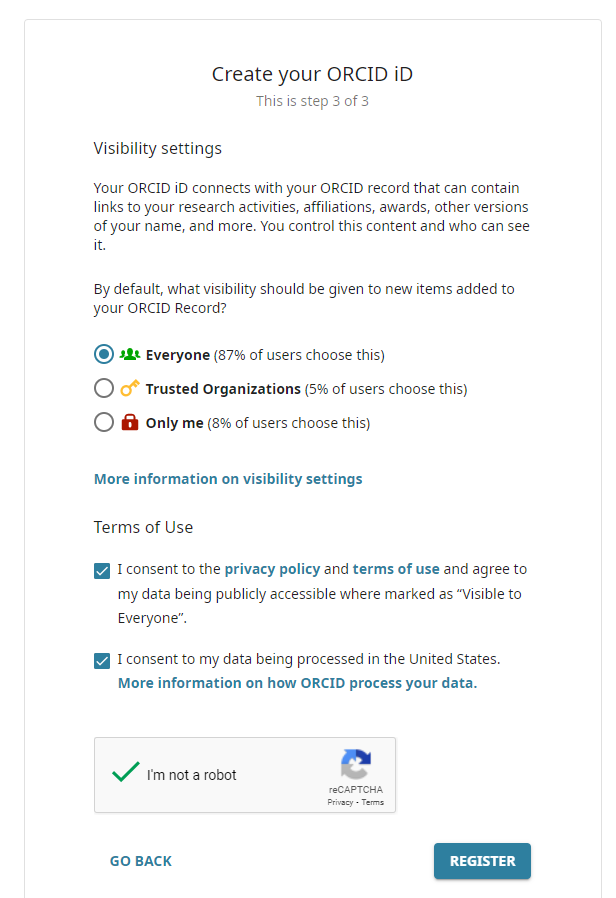 Create your ORCID iD
This is step 3 of 3
Visibility settings
Your ORCID iD connects with your ORCID record that can contain
links to your research activities, affiliations, awards, other versions
of your name, and more. You control this content and who can see
it.
By default, what visibility should be given to new items added to
your ORCID Record?
Everyone (87% of users choose this)
Trusted Organizations (5% of users choose this)
Only me (8% of users choose this)
More information on visibility settings
Terms of Use
I consent to the privacy policy and terms of use and agree to
my data being publicly accessible where marked as “Visible to
Everyone”.
I consent to my data being processed in the United States.
More information on how ORCID process your data.
I'm not a robot
reCAPTCHA
Privacy - Terms
GO BACK
REGISTER